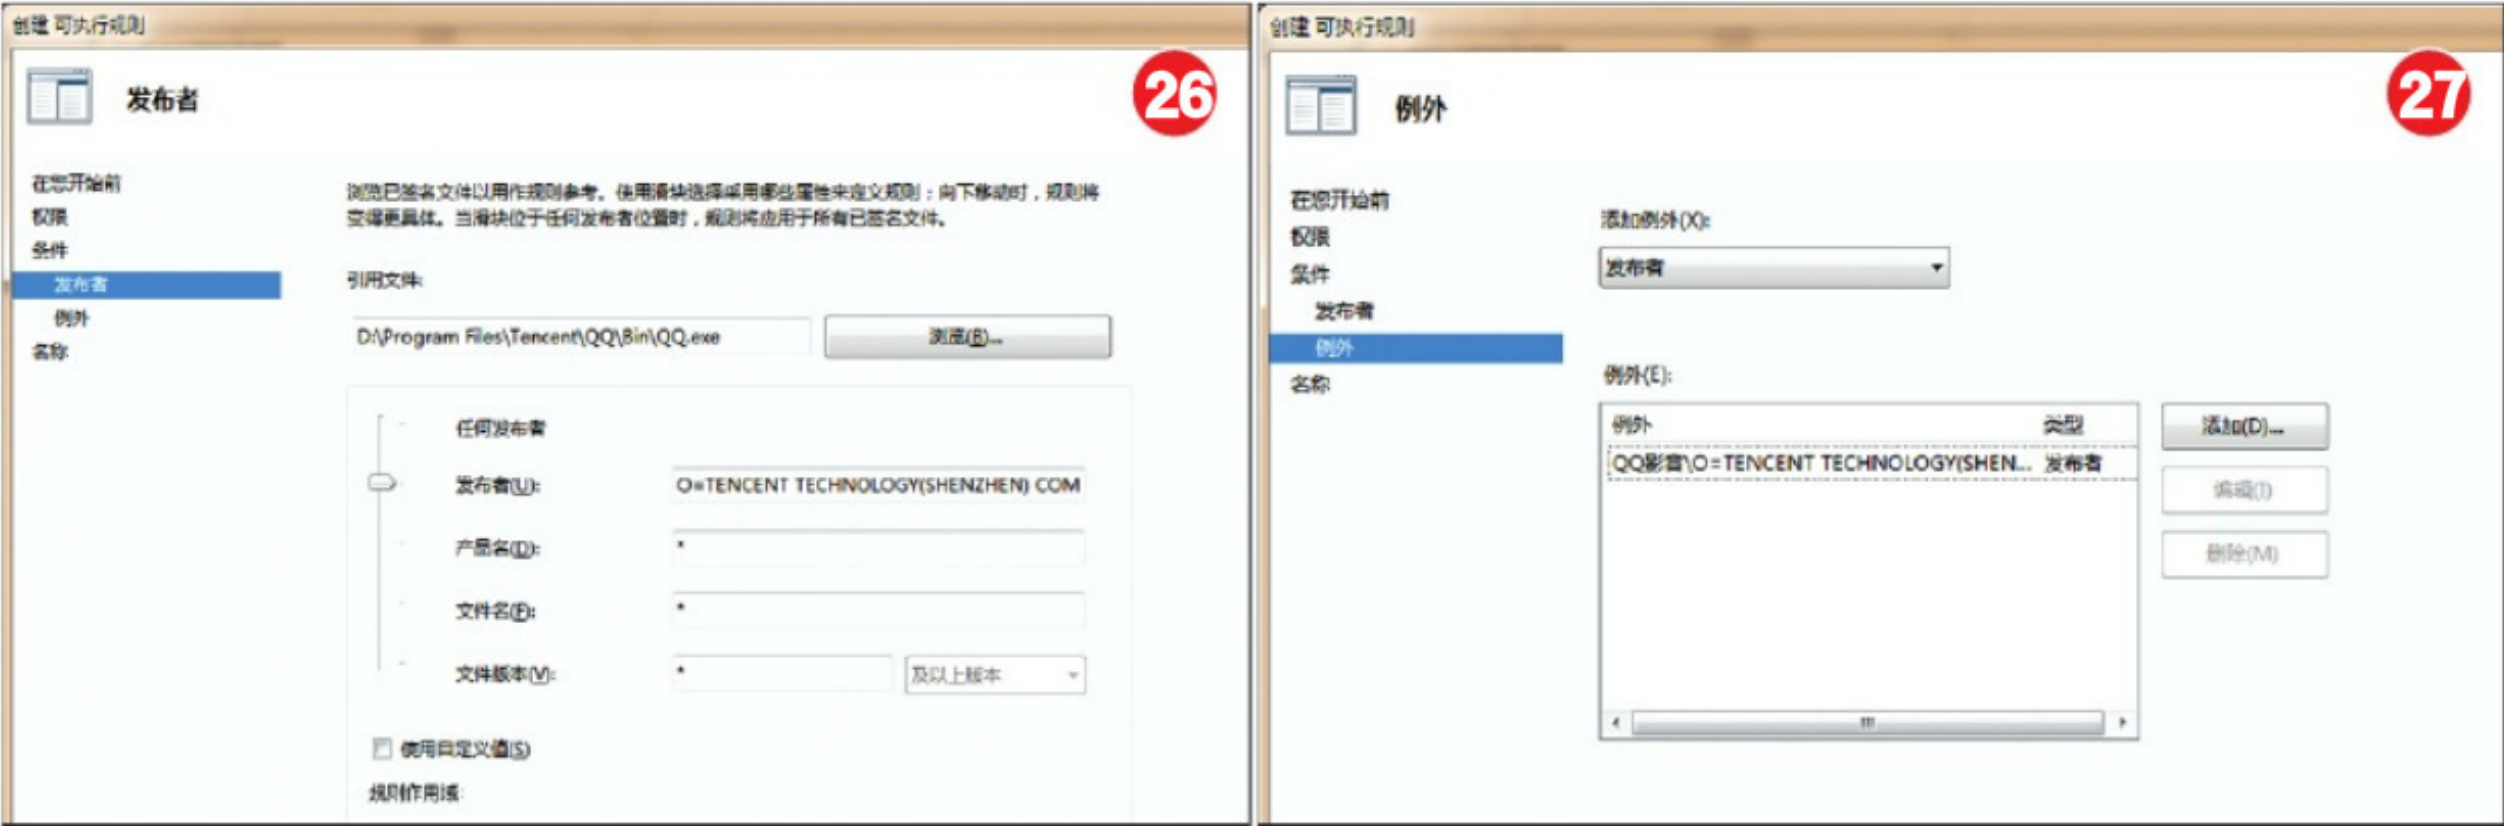 创建 可执行规则
发布者
26
在您开始前
权限
条件
发布者
例外
名称
浏览已签名文件以用作规则参考。使用滑块选择采用哪些属性来定义规则；向下移动时，规则将
变得更具体。当滑块位于任何发布者位置时，规则将应用于所有已签名文件。
引用文件:
D:\Program Files\Tencent\QQ\Bin\QQ.exe
浏览(B)...
任何发布者
发布者(U):
O=TENCENT TECHNOLOGY(SHENZHEN) COM
产品名(D):
*
文件名(F):
*
文件版本(V):
*
及以上版本
使用自定义值(S)
规则作用域:
创建 可执行规则
例外
27
在您开始前
权限
条件
发布者
例外
名称
添加例外(X):
发布者
例外(E):
例外 类型
QQ影音\O=TENCENT TECHNOLOGY(SHEN... 发布者
添加(D)...
编辑(I)
删除(M)